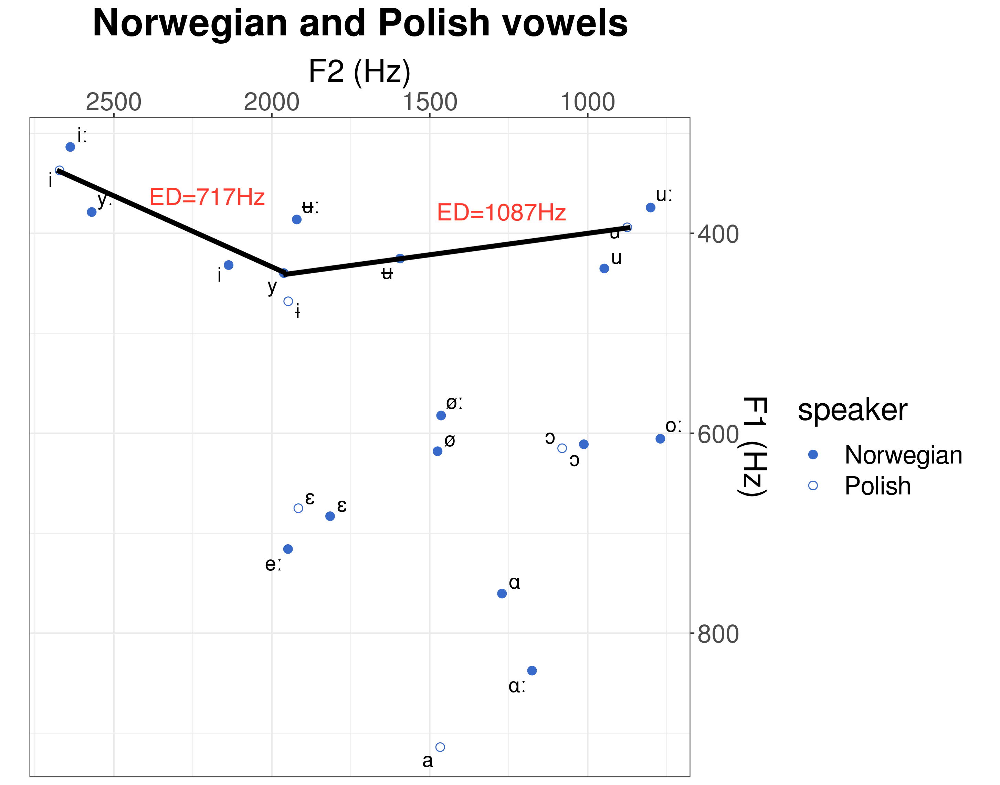 Norwegian and Polish vowels
F2 (Hz)
2500 2000 1500 1000
iː
i
yː
ED=717Hz
ʉː
ED=1087Hz
uː
u
400
u
i
y
ʉ
ɨ
øː
ø
ɔ
ɔ
oː
600
F1 (Hz)
speaker
Norwegian
Polish
ɛ
ɛ
eː
ɑ
800
ɑː
a